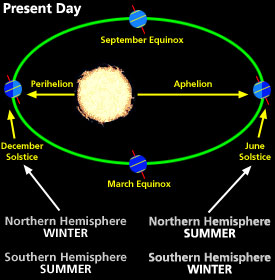 Present Day
September Equinox
Perihelion
Aphelion
December
Solstice
June
Solstice
March Equinox
Northern Hemisphere
WINTER
Northern Hemisphere
SUMMER
Southern Hemisphere
SUMMER
Southern Hemisphere
WINTER